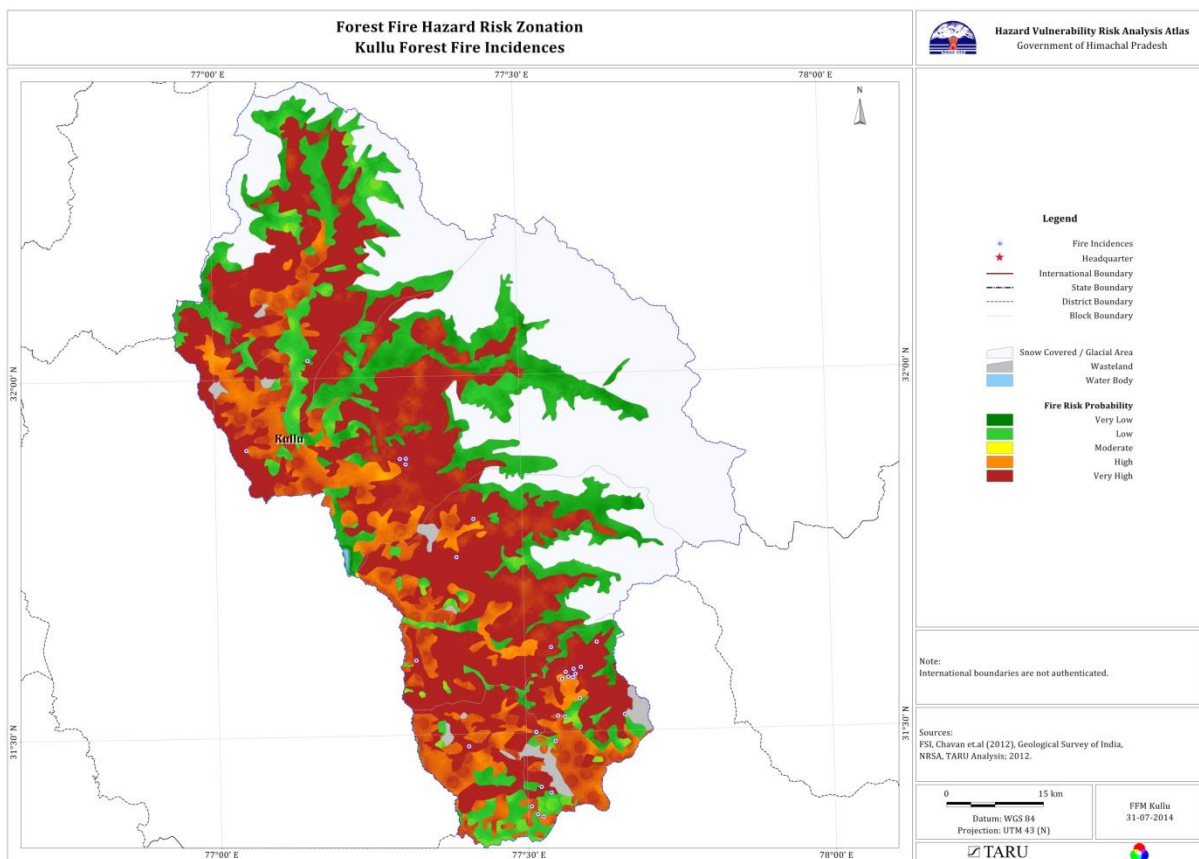 Forest Fire Hazard Risk Zonation
Kullu Forest Fire Incidences
Hazard Vulnerability Risk Analysis Atlas
Government of Himachal Pradesh
77°0'0" E
77°30' E
78°00' E
N
32°00' N
32°00' N
Kullu
31°30' N
31°30' N
77°00' E
77°30' E
78°00' E
Legend
Fire Incidences
Headquarter
International Boundary
State Boundary
District Boundary
Block Boundary
Snow Covered / Glacial Area
Wasteland
Water Body
Fire Risk Probability
Very Low
Low
Moderate
High
Very High
Note:
International boundaries are not authenticated.
Sources:
FSI, Chavan et.al (2012), Geological Survey of India,
NRSA, TARU Analysis; 2012.
0 15 km
Datum: WGS 84
Projection: UTM 43 (N)
FFM Kullu
31-07-2014
TARU